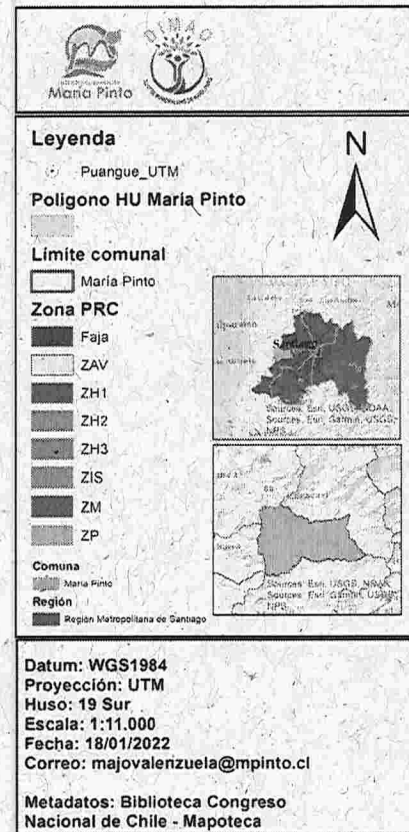 María Pinto
DIMAO
Leyenda
N
Puangue_UTM
Poligono HU María Pinto
Límite comunal
María Pinto
Zona PRC
Faja
ZAV
ZH1
ZH2
ZH3
ZIS
ZM
ZP
Santiago
Sources: Esri, USGS, NOAA
Sources: Esri, Garmin, USGS,
NPS
Sources: Esri, USGS, NOAA
Sources: Esri, Garmin, USGS,
NPS
Comuna
María Pinto
Región
Región Metropolitana de Santiago
Datum: WGS1984
Proyección: UTM
Huso: 19 Sur
Escala: 1:11.000
Fecha: 18/01/2022
Correo: majovalenzuela@mpinto.cl
Metadatos: Biblioteca Congreso
Nacional de Chile - Mapoteca